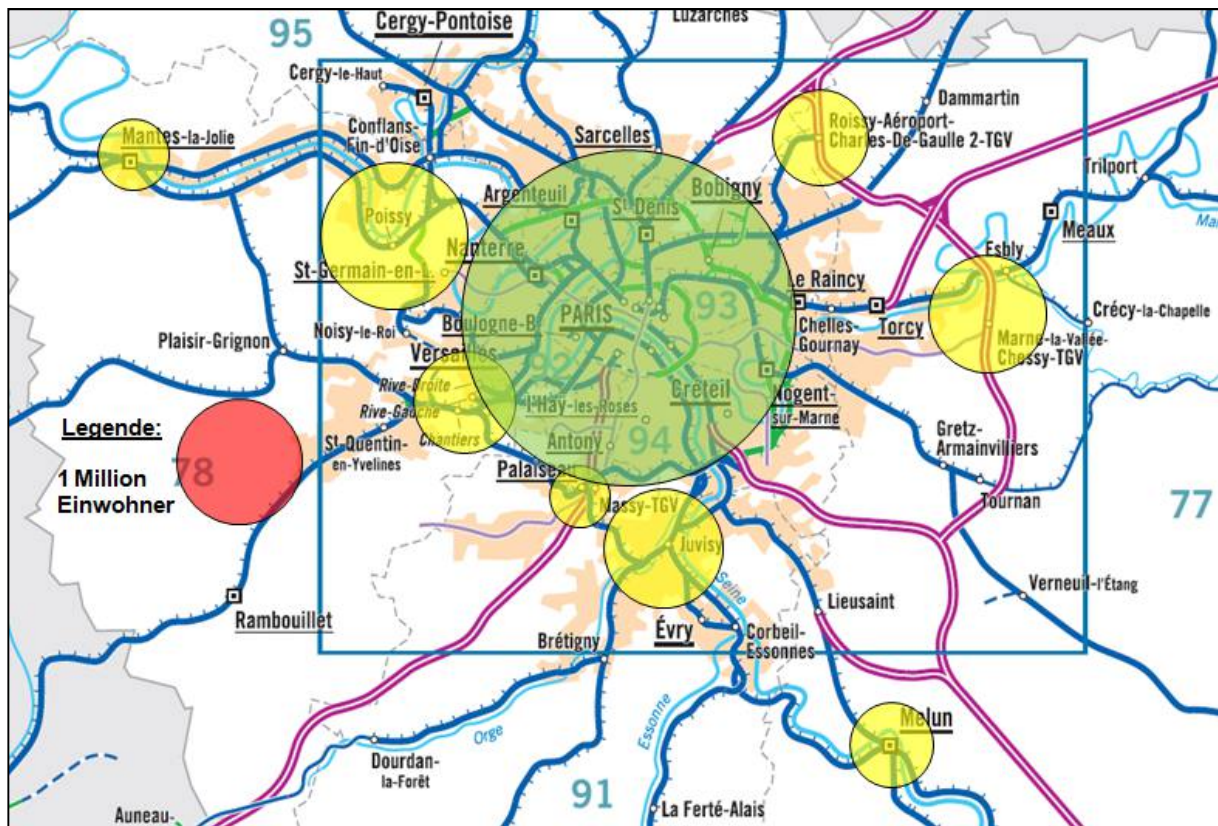 95
Cergy-Pontoise
Luzarches
Cergy-le-Haut
Dammartin
Mantes-la-Jolie
Conflans-
Fin-d'Oise
Sarcelles
Roissy-Aéroport-
Charles-De-Gaulle 2-TGV
Trilport
Argenteuil
Bobigny
St-Denis
Poissy
Meaux
Nanterre
St-Germain-en-L...
Esbly
Le Raincy
93
Noisy-le-Roi
Boulogne-B.
PARIS
Torcy
Chelles-
Gournay
Crécy-la-Chapelle
Plaisir-Grignon
Versailles
92
Marne-la-Vallée-
Chessy-TGV
Rive-Droite
Rive-Gauche
Chantiers
l'Haÿ-les-Roses
Créteil
Nogent-
sur-Marne
Legende:
St-Quentin-
en-Yvelines
Antony
94
Gretz-
Armainvilliers
78
1 Million
Einwohner
Palaiseau
Massy-TGV
Tournan
77
Juvisy
Seine
Verneuil-l'Étang
Rambouillet
Lieusaint
Brétigny
Évry
Corbeil-
Essonnes
Essonne
Orge
Melun
Dourdan-
la-Forêt
91
La Ferté-Alais
Auneau-